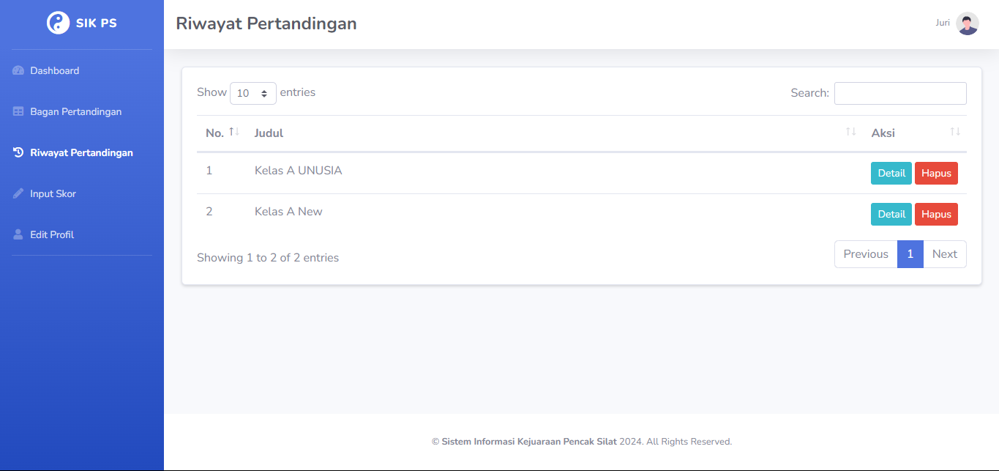 SIK PS
Dashboard
Bagan Pertandingan
Riwayat Pertandingan
Input Skor
Edit Profil
Riwayat Pertandingan
Juri
Show 10 entries
Search:
No. Judul Aksi
1 Kelas A UNUSIA Detail Hapus
2 Kelas A New Detail Hapus
Showing 1 to 2 of 2 entries
Previous 1 Next
© Sistem Informasi Kejuaraan Pencak Silat 2024. All Rights Reserved.